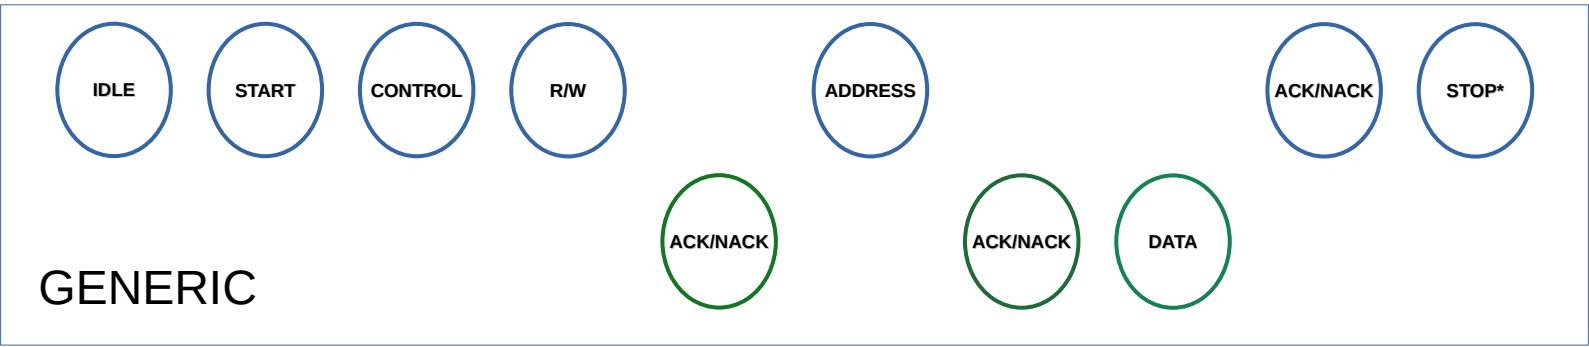 IDLE
START
CONTROL
R/W
ADDRESS
ACK/NACK
STOP*
ACK/NACK
ACK/NACK
DATA
GENERIC